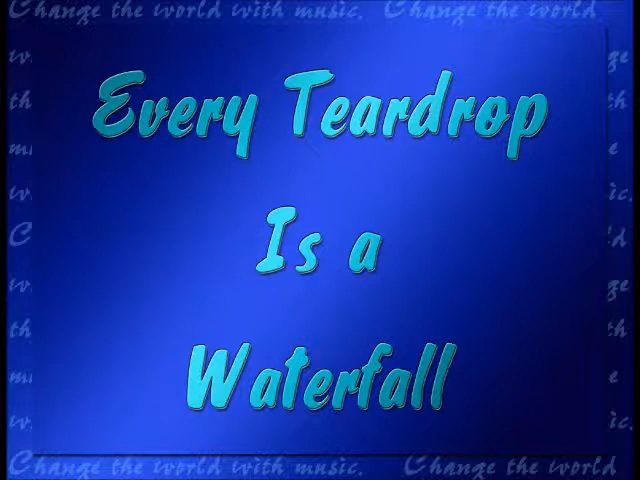 Change the world with music. Change the world
Every Teardrop
Is a
Waterfall
Change the world with music. Change the world